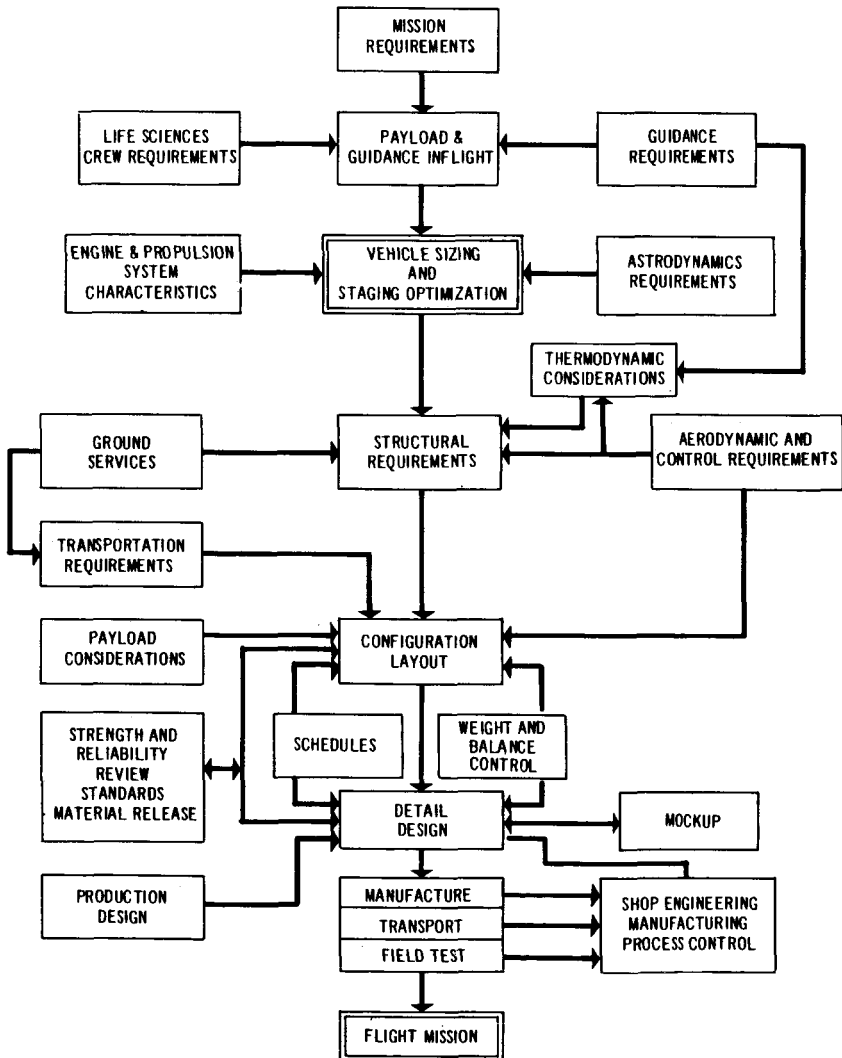 MISSION
REQUIREMENTS
LIFE SCIENCES
CREW REQUIREMENTS
PAYLOAD &
GUIDANCE INFLIGHT
GUIDANCE
REQUIREMENTS
ENGINE & PROPULSION
SYSTEM
CHARACTERISTICS
VEHICLE SIZING
AND
STAGING OPTIMIZATION
ASTRODYNAMICS
REQUIREMENTS
THERMODYNAMIC
CONSIDERATIONS
GROUND
SERVICES
STRUCTURAL
REQUIREMENTS
AERODYNAMIC AND
CONTROL REQUIREMENTS
TRANSPORTATION
REQUIREMENTS
PAYLOAD
CONSIDERATIONS
CONFIGURATION
LAYOUT
STRENGTH AND
RELIABILITY
REVIEW
STANDARDS
MATERIAL RELEASE
SCHEDULES
WEIGHT AND
BALANCE
CONTROL
DETAIL
DESIGN
MOCKUP
PRODUCTION
DESIGN
MANUFACTURE
TRANSPORT
FIELD TEST
SHOP ENGINEERING
MANUFACTURING
PROCESS CONTROL
FLIGHT MISSION